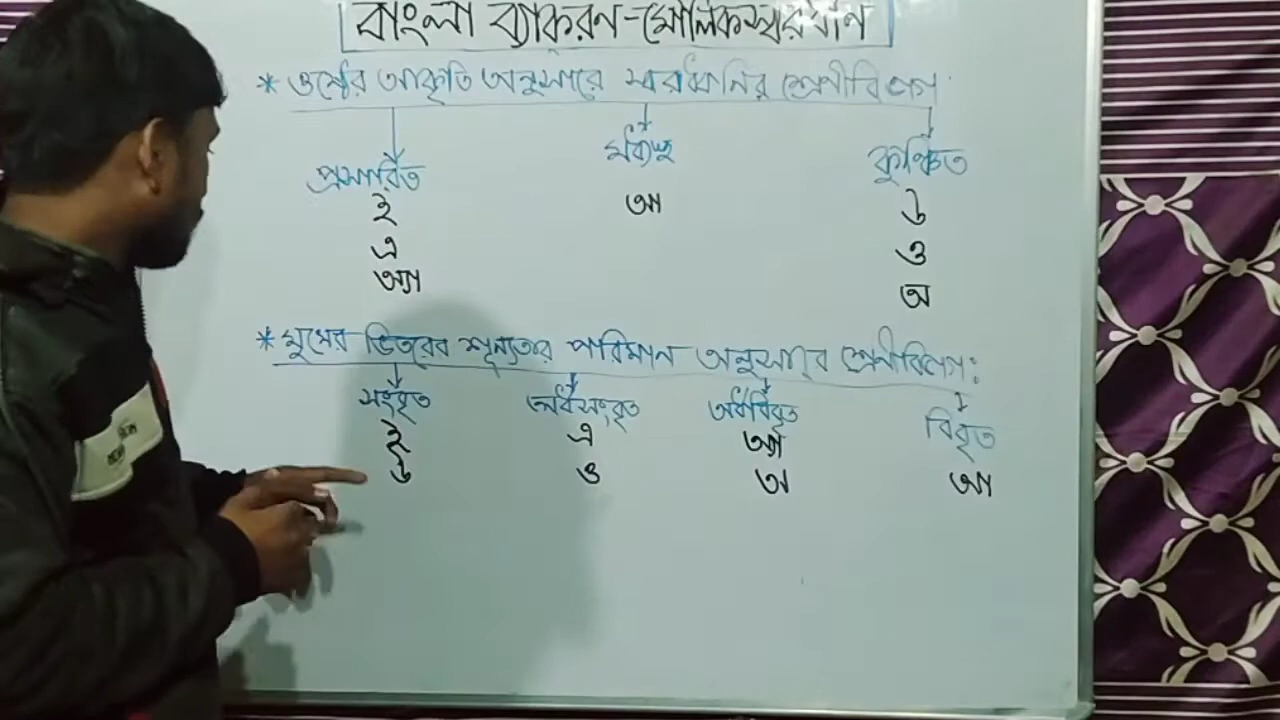 বাংলা ব্যাকরণ-মৌলিকস্বরধ্বনি
* ওষ্ঠের আকৃতি অনুসারে স্বরধ্বনির শ্রেণীবিভাগ
প্রসারিত মধ্যস্থ কুঞ্চিত
ই আ উ
এ ও
অ্যা অ
* মুখের ভিতরের শূন্যতার পরিমান অনুসারে শ্রেণীবিভাগ:
সংবৃত অর্ধসংবৃত অর্ধবিবৃত বিবৃত
ই এ অ্যা আ
উ ও অ